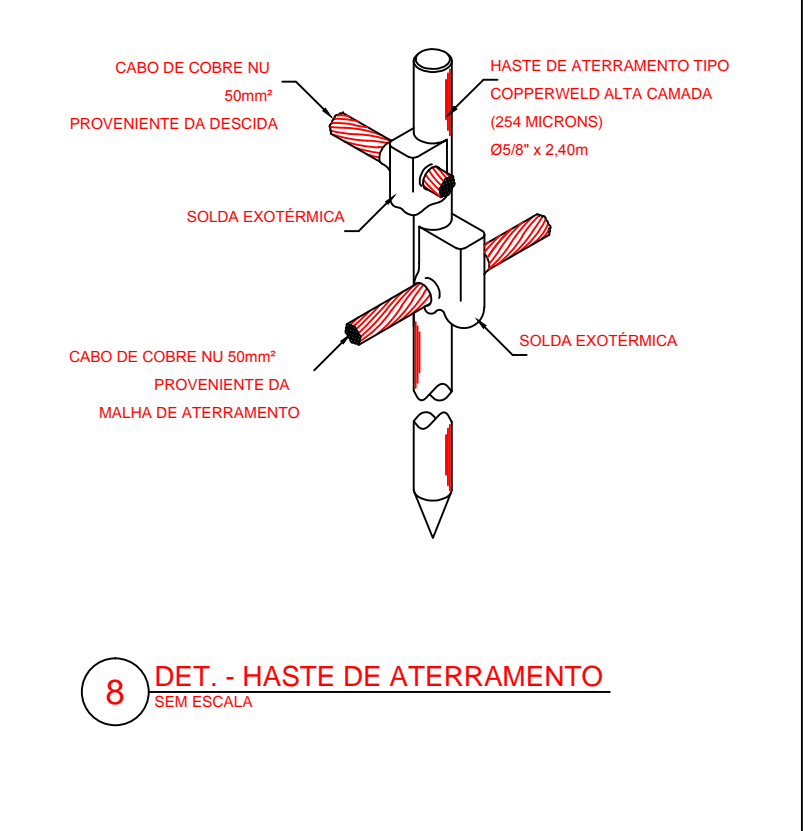 CABO DE COBRE NU
50mm²
PROVENIENTE DA DESCIDA
HASTE DE ATERRAMENTO TIPO
COPPERWELD ALTA CAMADA
(254 MICRONS)
Ø5/8" x 2,40m
SOLDA EXOTÉRMICA
SOLDA EXOTÉRMICA
CABO DE COBRE NU 50mm²
PROVENIENTE DA
MALHA DE ATERRAMENTO
8
DET. - HASTE DE ATERRAMENTO
SEM ESCALA